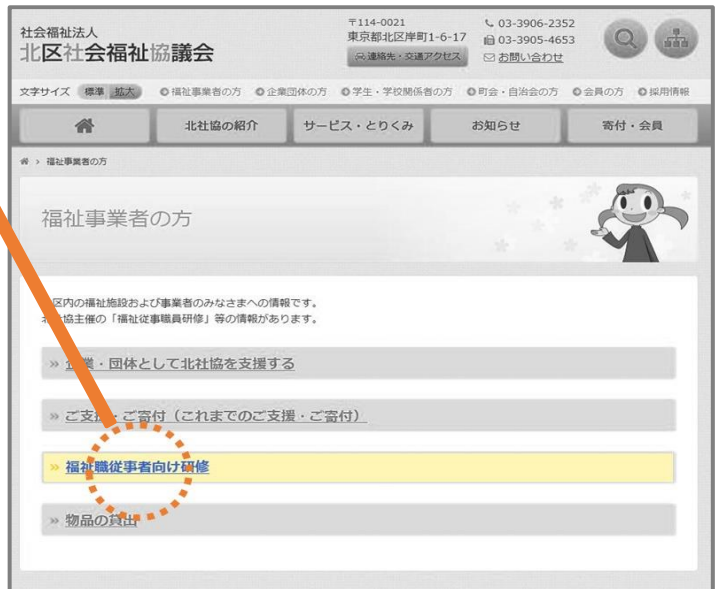 社会福祉法人
北区社会福祉協議会
〒114-0021
東京都北区岸町1-6-17
連絡先・交通アクセス
03-3906-2352
03-3905-4653
お問い合わせ
文字サイズ 標準 拡大 福祉事業者の方 企業団体の方 学生・学校関係者の方 町会・自治会の方 会員の方 採用情報
北社協の紹介 サービス・とりくみ お知らせ 寄付・会員
> 福祉事業者の方
福祉事業者の方
区内の福祉施設および事業者のみなさまへの情報です。
社協主催の「福祉従事職員研修」等の情報があります。
» 企業・団体として北社協を支援する
» ご支援・ご寄付（これまでのご支援・ご寄付）
» 福祉職従事者向け研修
» 物品の貸出